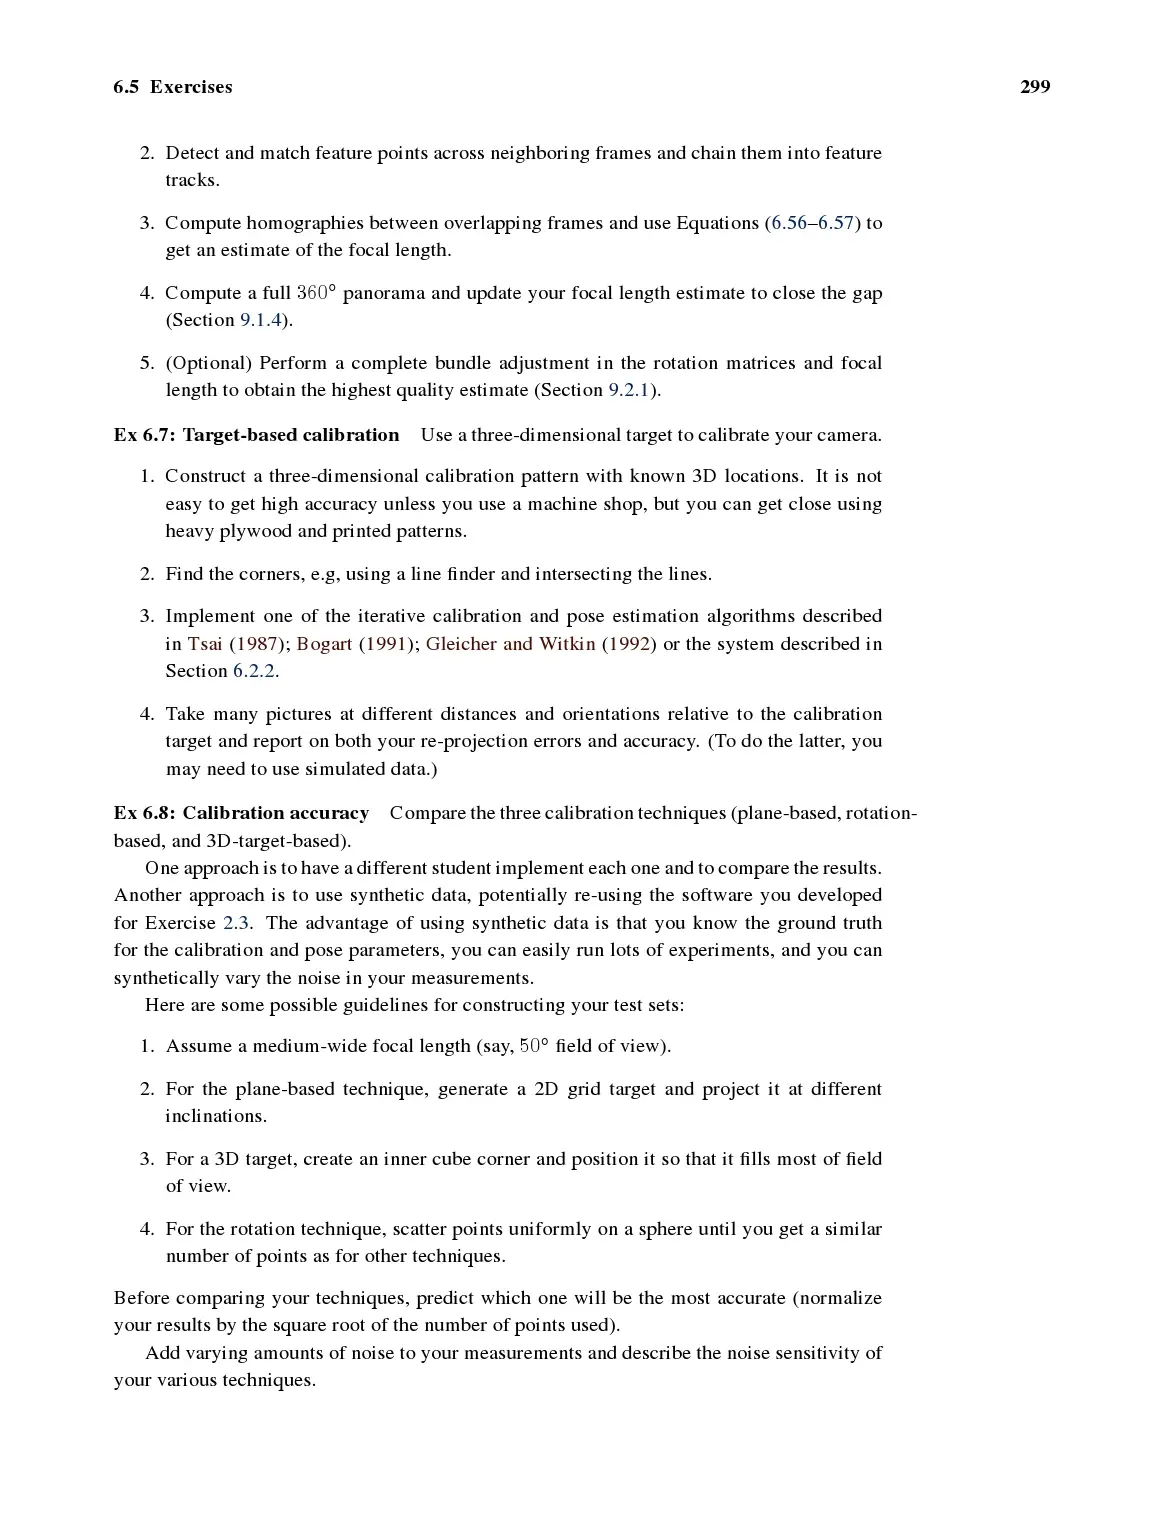 6.5 Exercises 299
2. Detect and match feature points across neighboring frames and chain them into feature
tracks.
3. Compute homographies between overlapping frames and use Equations (6.56–6.57) to
get an estimate of the focal length.
4. Compute a full 360° panorama and update your focal length estimate to close the gap
(Section 9.1.4).
5. (Optional) Perform a complete bundle adjustment in the rotation matrices and focal
length to obtain the highest quality estimate (Section 9.2.1).
Ex 6.7: Target-based calibration Use a three-dimensional target to calibrate your camera.
1. Construct a three-dimensional calibration pattern with known 3D locations. It is not
easy to get high accuracy unless you use a machine shop, but you can get close using
heavy plywood and printed patterns.
2. Find the corners, e.g, using a line finder and intersecting the lines.
3. Implement one of the iterative calibration and pose estimation algorithms described
in Tsai (1987); Bogart (1991); Gleicher and Witkin (1992) or the system described in
Section 6.2.2.
4. Take many pictures at different distances and orientations relative to the calibration
target and report on both your re-projection errors and accuracy. (To do the latter, you
may need to use simulated data.)
Ex 6.8: Calibration accuracy Compare the three calibration techniques (plane-based, rotation-
based, and 3D-target-based).
One approach is to have a different student implement each one and to compare the results.
Another approach is to use synthetic data, potentially re-using the software you developed
for Exercise 2.3. The advantage of using synthetic data is that you know the ground truth
for the calibration and pose parameters, you can easily run lots of experiments, and you can
synthetically vary the noise in your measurements.
Here are some possible guidelines for constructing your test sets:
1. Assume a medium-wide focal length (say, 50° field of view).
2. For the plane-based technique, generate a 2D grid target and project it at different
inclinations.
3. For a 3D target, create an inner cube corner and position it so that it fills most of field
of view.
4. For the rotation technique, scatter points uniformly on a sphere until you get a similar
number of points as for other techniques.
Before comparing your techniques, predict which one will be the most accurate (normalize
your results by the square root of the number of points used).
Add varying amounts of noise to your measurements and describe the noise sensitivity of
your various techniques.